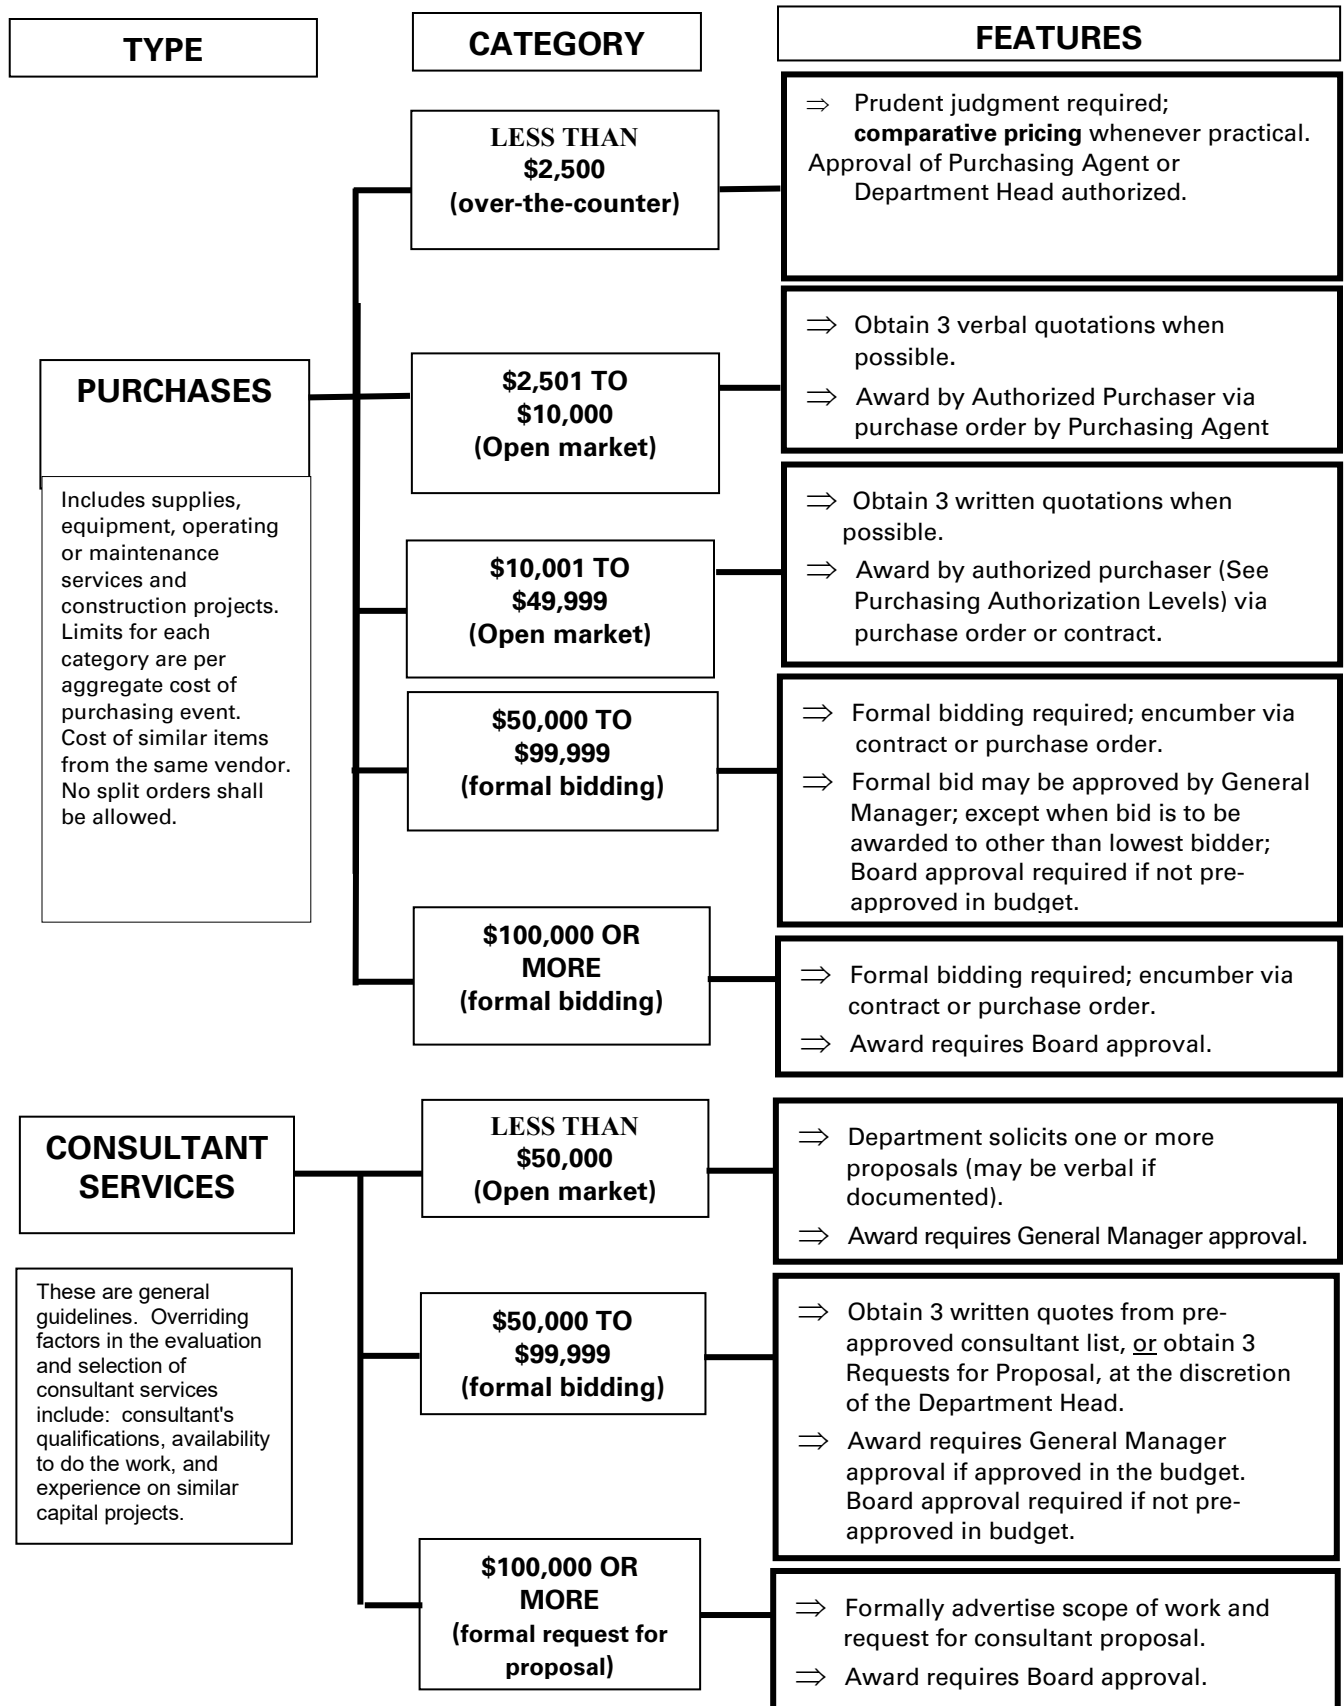 TYPE
CATEGORY
FEATURES
LESS THAN
$2,500
(over-the-counter)
⇒ Prudent judgment required;
comparative pricing whenever practical.
Approval of Purchasing Agent or
Department Head authorized.
PURCHASES
Includes supplies,
equipment, operating
or maintenance
services and
construction projects.
Limits for each
category are per
aggregate cost of
purchasing event.
Cost of similar items
from the same vendor.
No split orders shall
be allowed.
$2,501 TO
$10,000
(Open market)
⇒ Obtain 3 verbal quotations when
possible.
⇒ Award by Authorized Purchaser via
purchase order by Purchasing Agent
$10,001 TO
$49,999
(Open market)
⇒ Obtain 3 written quotations when
possible.
⇒ Award by authorized purchaser (See
Purchasing Authorization Levels) via
purchase order or contract.
$50,000 TO
$99,999
(formal bidding)
⇒ Formal bidding required; encumber via
contract or purchase order.
⇒ Formal bid may be approved by General
Manager; except when bid is to be
awarded to other than lowest bidder;
Board approval required if not pre-
approved in budget.
$100,000 OR
MORE
(formal bidding)
⇒ Formal bidding required; encumber via
contract or purchase order.
⇒ Award requires Board approval.
CONSULTANT
SERVICES
These are general
guidelines. Overriding
factors in the evaluation
and selection of
consultant services
include: consultant's
qualifications, availability
to do the work, and
experience on similar
capital projects.
LESS THAN
$50,000
(Open market)
⇒ Department solicits one or more
proposals (may be verbal if
documented).
⇒ Award requires General Manager approval.
$50,000 TO
$99,999
(formal bidding)
⇒ Obtain 3 written quotes from pre-
approved consultant list, or obtain 3
Requests for Proposal, at the discretion
of the Department Head.
⇒ Award requires General Manager
approval if approved in the budget.
Board approval required if not pre-
approved in budget.
$100,000 OR
MORE
(formal request for
proposal)
⇒ Formally advertise scope of work and
request for consultant proposal.
⇒ Award requires Board approval.